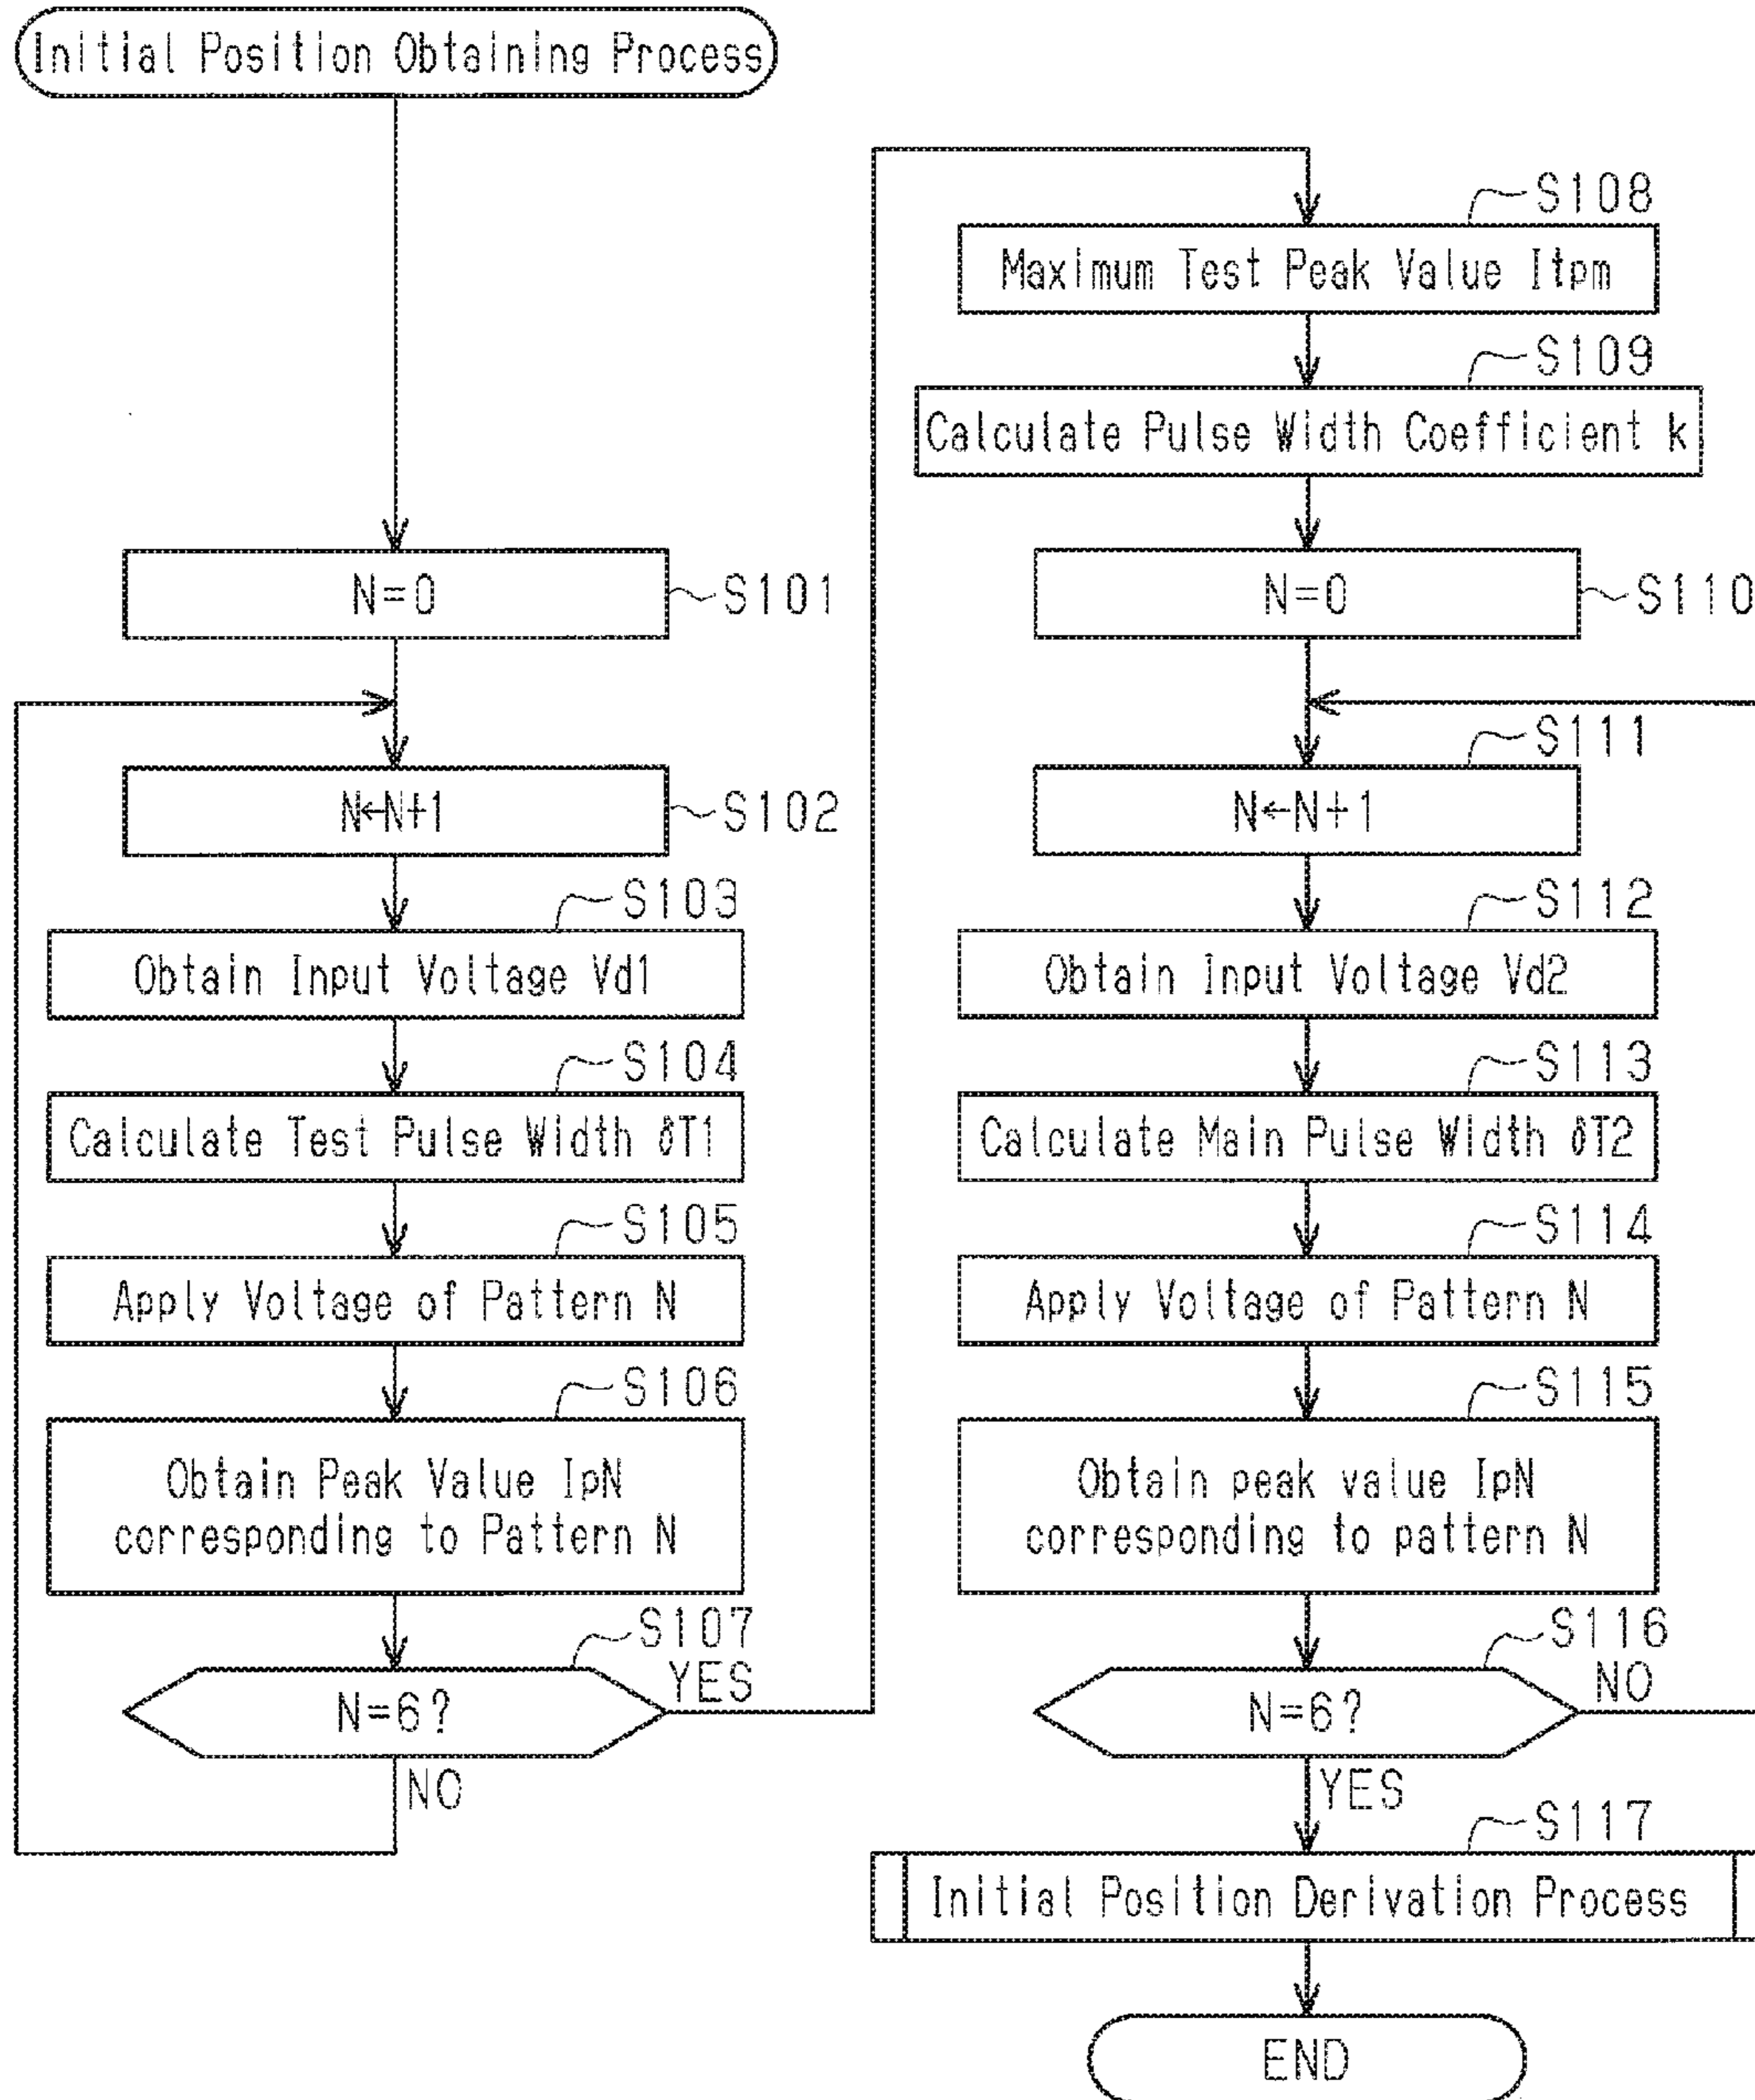 Initial Position Obtaining Process
N=0
S101
N←N+1
S102
S103
Obtain Input Voltage Vd1
S104
Calculate Test Pulse Width δT1
S105
Apply Voltage of Pattern N
S106
Obtain Peak Value IpN
corresponding to Pattern N
S107
N=6?
YES
NO
S108
Maximum Test Peak Value Itpm
S109
Calculate Pulse Width Coefficient k
N=0
S110
S111
N←N+1
S112
Obtain Input Voltage Vd2
S113
Calculate Main Pulse Width δT2
S114
Apply Voltage of Pattern N
S115
Obtain peak value IpN
corresponding to pattern N
S116
N=6?
NO
YES
S117
Initial Position Derivation Process
END